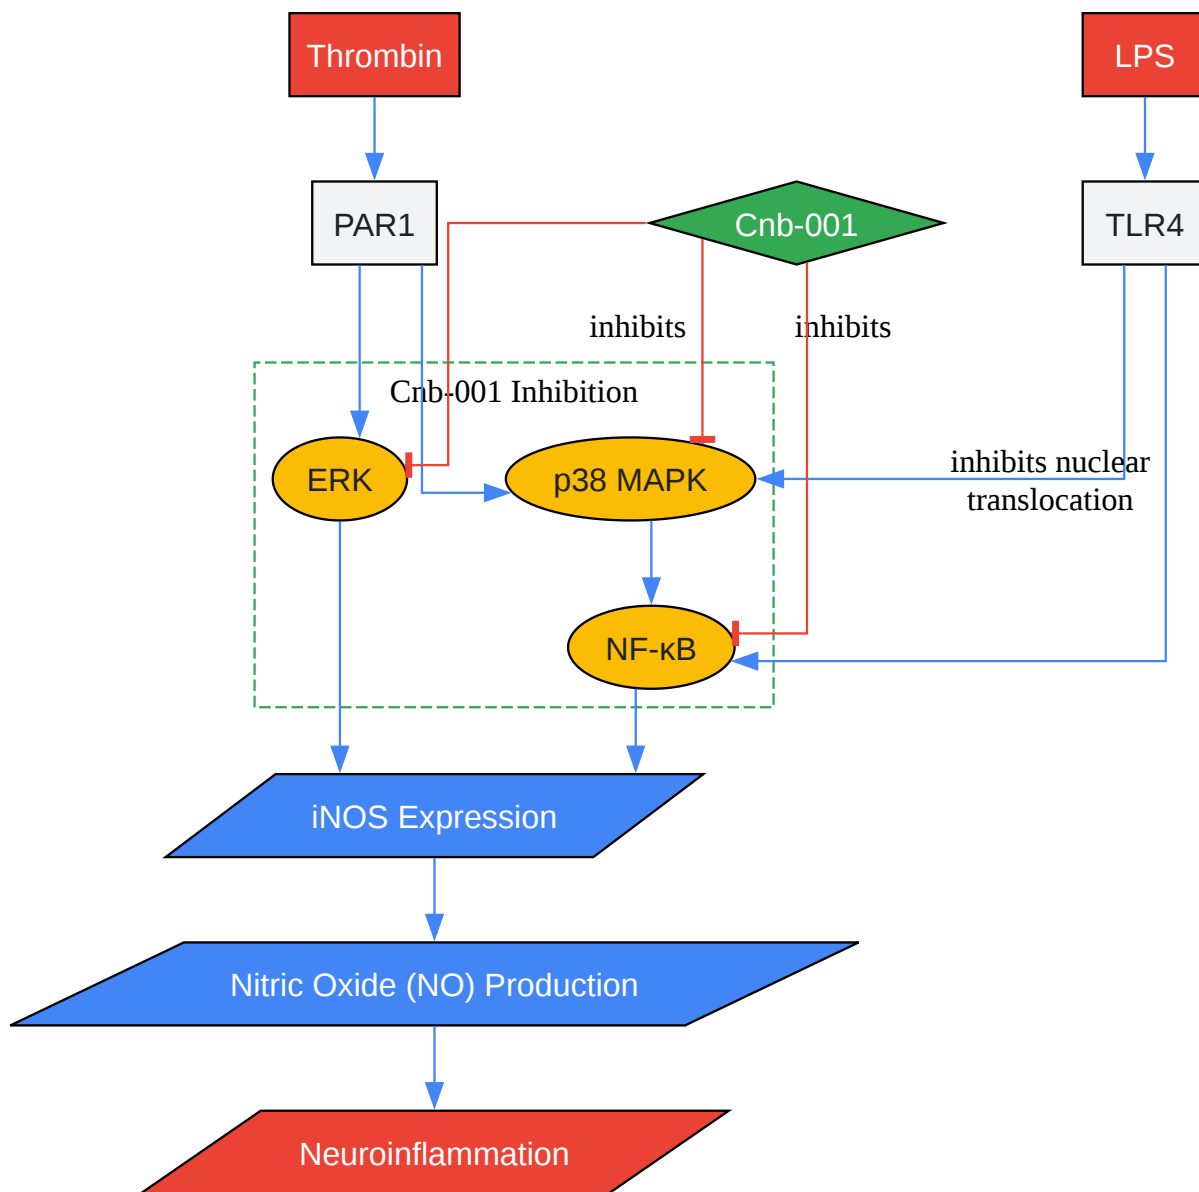 Thrombin
LPS
PAR1
Cnb-001
TLR4
inhibits
inhibits
Cnb-001 Inhibition
inhibits nuclear
translocation
ERK
p38 MAPK
NF-κB
iNOS Expression
Nitric Oxide (NO) Production
Neuroinflammation